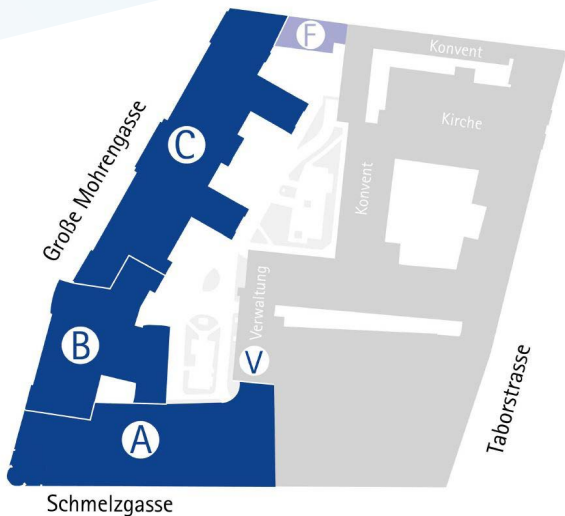 F
Konvent
Kirche
C
Große Mohrengasse
Konvent
Verwaltung
B
V
Taborstrasse
A
Schmelzgasse